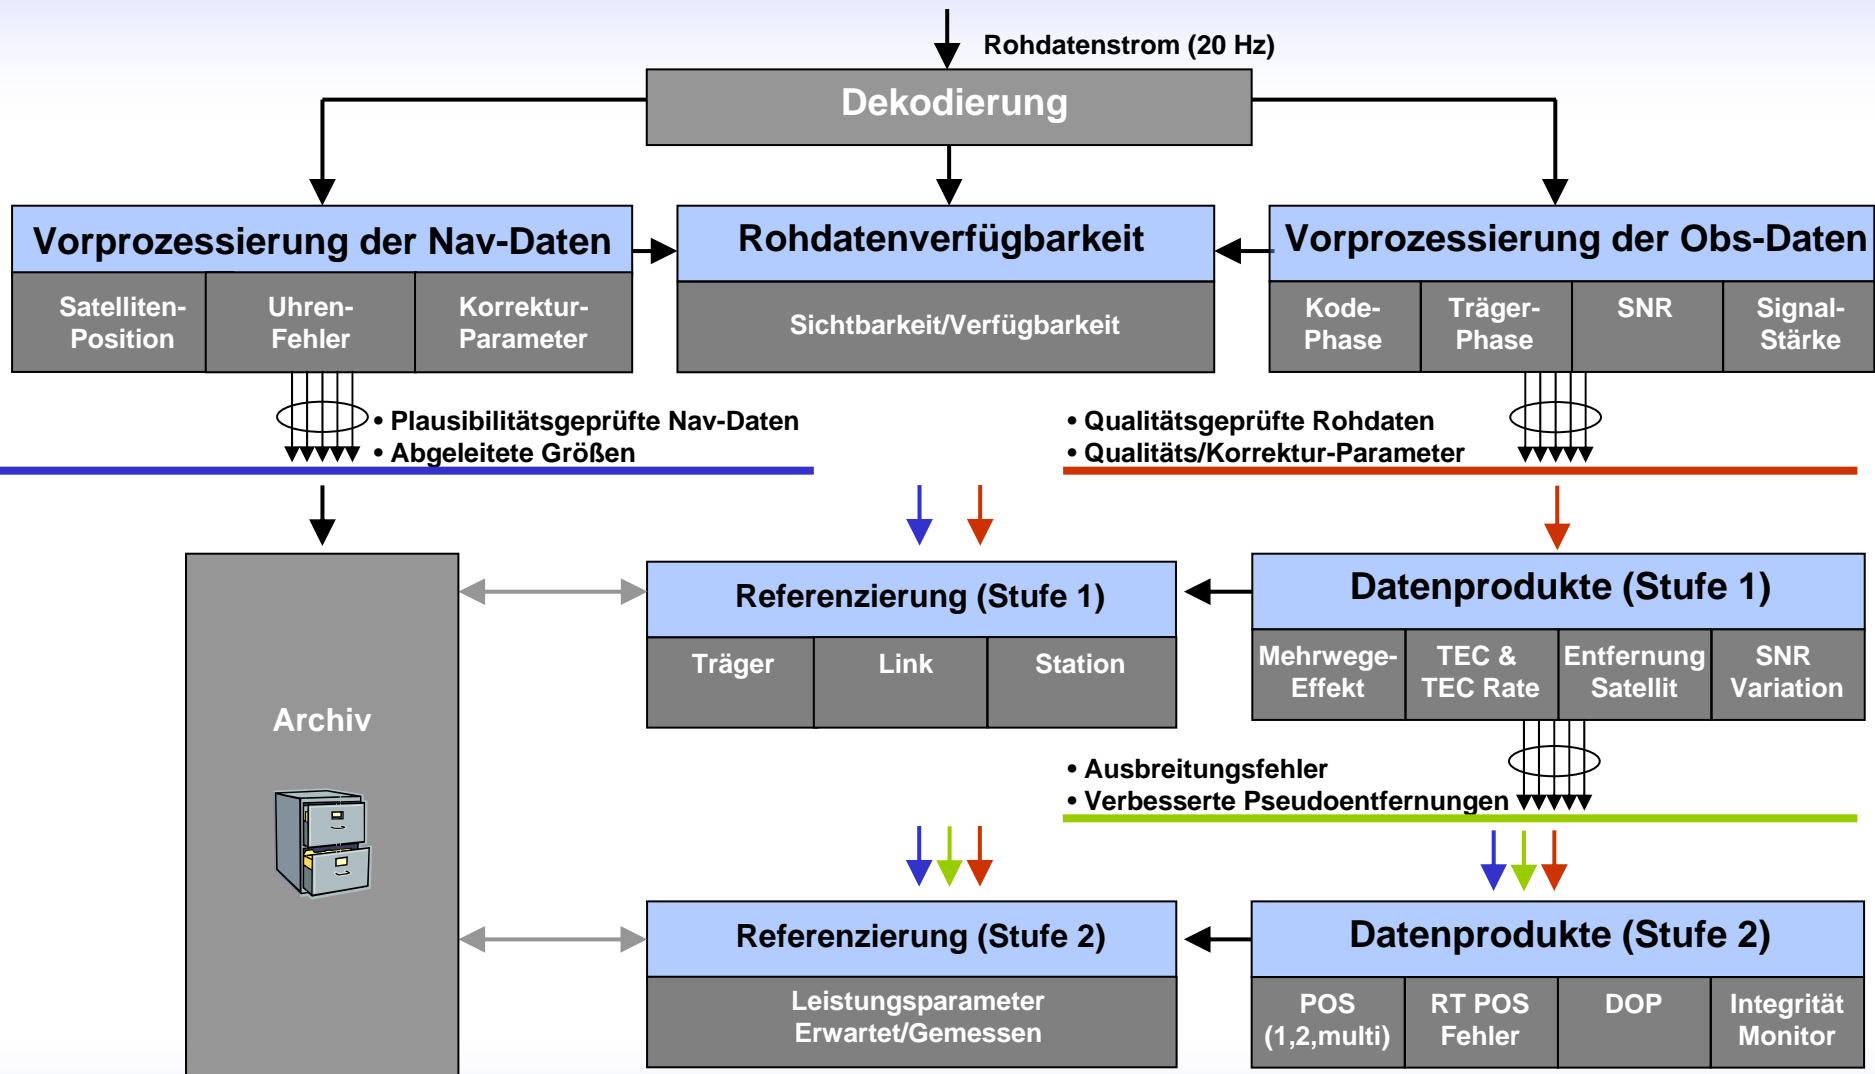 Rohdatenstrom (20 Hz)
Dekodierung
Vorprozessierung der Nav-Daten
Satelliten-
Position
Uhren-
Fehler
Korrektur-
Parameter
Rohdatenverfügbarkeit
Sichtbarkeit/Verfügbarkeit
Vorprozessierung der Obs-Daten
Kode-
Phase
Träger-
Phase
SNR
Signal-
Stärke
• Plausibilitätsgeprüfte Nav-Daten
• Abgeleitete Größen
• Qualitätsgeprüfte Rohdaten
• Qualitäts/Korrektur-Parameter
Archiv
Referenzierung (Stufe 1)
Träger
Link
Station
Datenprodukte (Stufe 1)
Mehrwege-
Effekt
TEC &
TEC Rate
Entfernung
Satellit
SNR
Variation
• Ausbreitungsfehler
• Verbesserte Pseudoentfernungen
Referenzierung (Stufe 2)
Leistungsparameter
Erwartet/Gemessen
Datenprodukte (Stufe 2)
POS
(1,2,multi)
RT POS
Fehler
DOP
Integrität
Monitor